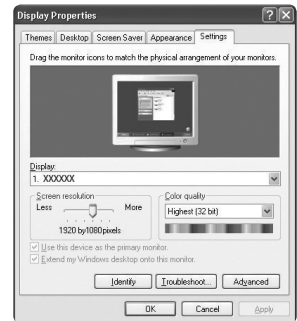 Display Properties
Themes Desktop Screen Saver Appearance Settings
Drag the monitor icons to match the physical arrangement of your monitors.
Display:
1. XXXXXX
Screen resolution
Less More
1920 by1080pixels
Color quality
Highest (32 bit)
Use this device as the primary monitor.
Extend my Windows desktop onto this monitor.
Identify Troubleshoot... Advanced
OK Cancel Apply